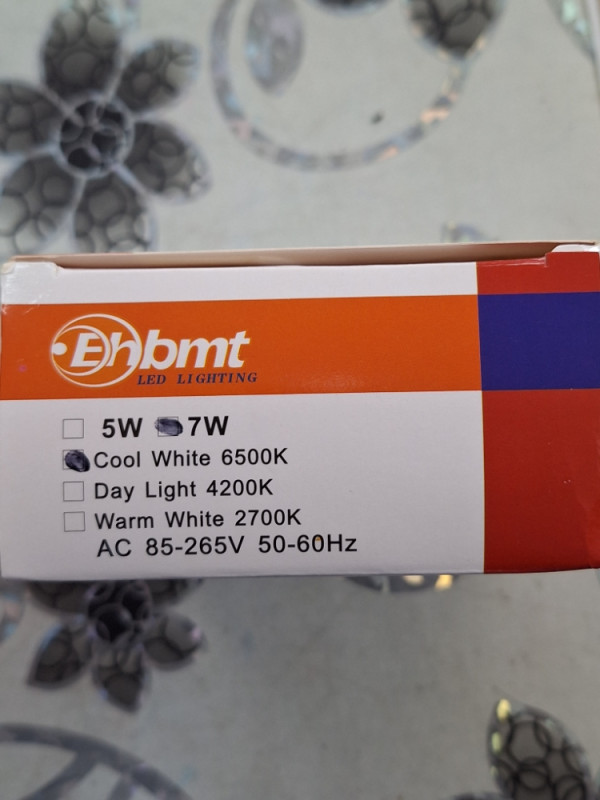 Ehbmt
LED LIGHTING
5W 7W
Cool White 6500K
Day Light 4200K
Warm White 2700K
AC 85-265V 50-60Hz